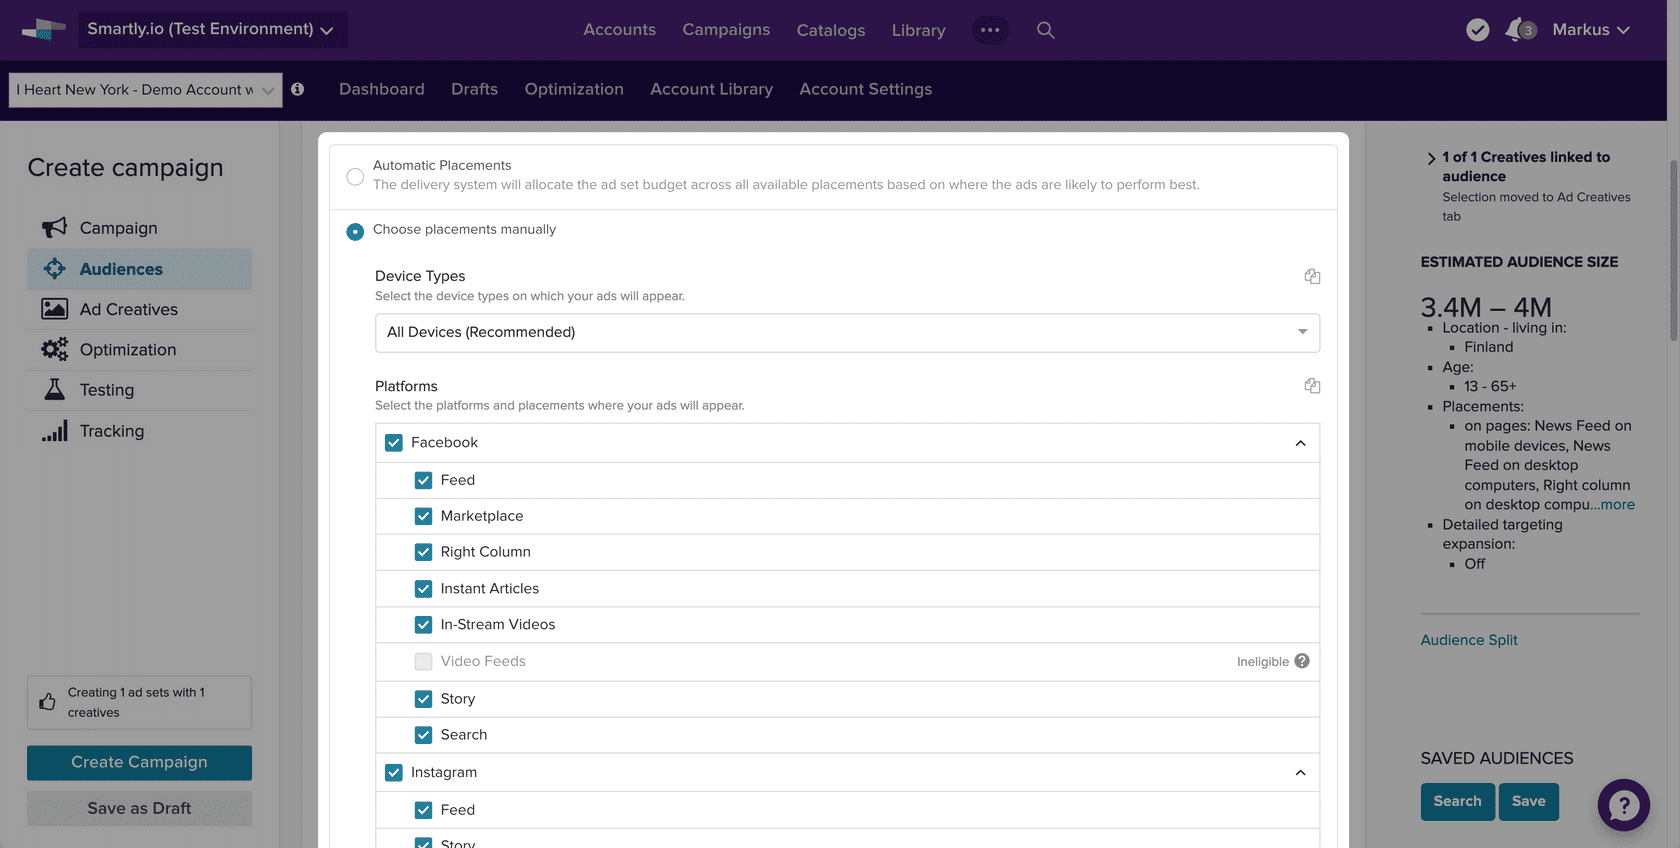 Smartly.io (Test Environment)
Accounts
Campaigns
Catalogs
Library
3
Markus
I Heart New York - Demo Account w
Dashboard
Drafts
Optimization
Account Library
Account Settings
Create campaign
Campaign
Audiences
Ad Creatives
Optimization
Testing
Tracking
Creating 1 ad sets with 1
creatives
Create Campaign
Save as Draft
Automatic Placements
The delivery system will allocate the ad set budget across all available placements based on where the ads are likely to perform best.
Choose placements manually
Device Types
Select the device types on which your ads will appear.
All Devices (Recommended)
Platforms
Select the platforms and placements where your ads will appear.
Facebook
Feed
Marketplace
Right Column
Instant Articles
In-Stream Videos
Video Feeds
Ineligible ?
Story
Search
Instagram
Feed
Story
1 of 1 Creatives linked to
audience
Selection moved to Ad Creatives
tab
ESTIMATED AUDIENCE SIZE
3.4M – 4M
Location - living in:
Finland
Age:
13 - 65+
Placements:
on pages: News Feed on
mobile devices, News
Feed on desktop
computers, Right column
on desktop compu...more
Detailed targeting
expansion:
Off
Audience Split
SAVED AUDIENCES
Search
Save
?